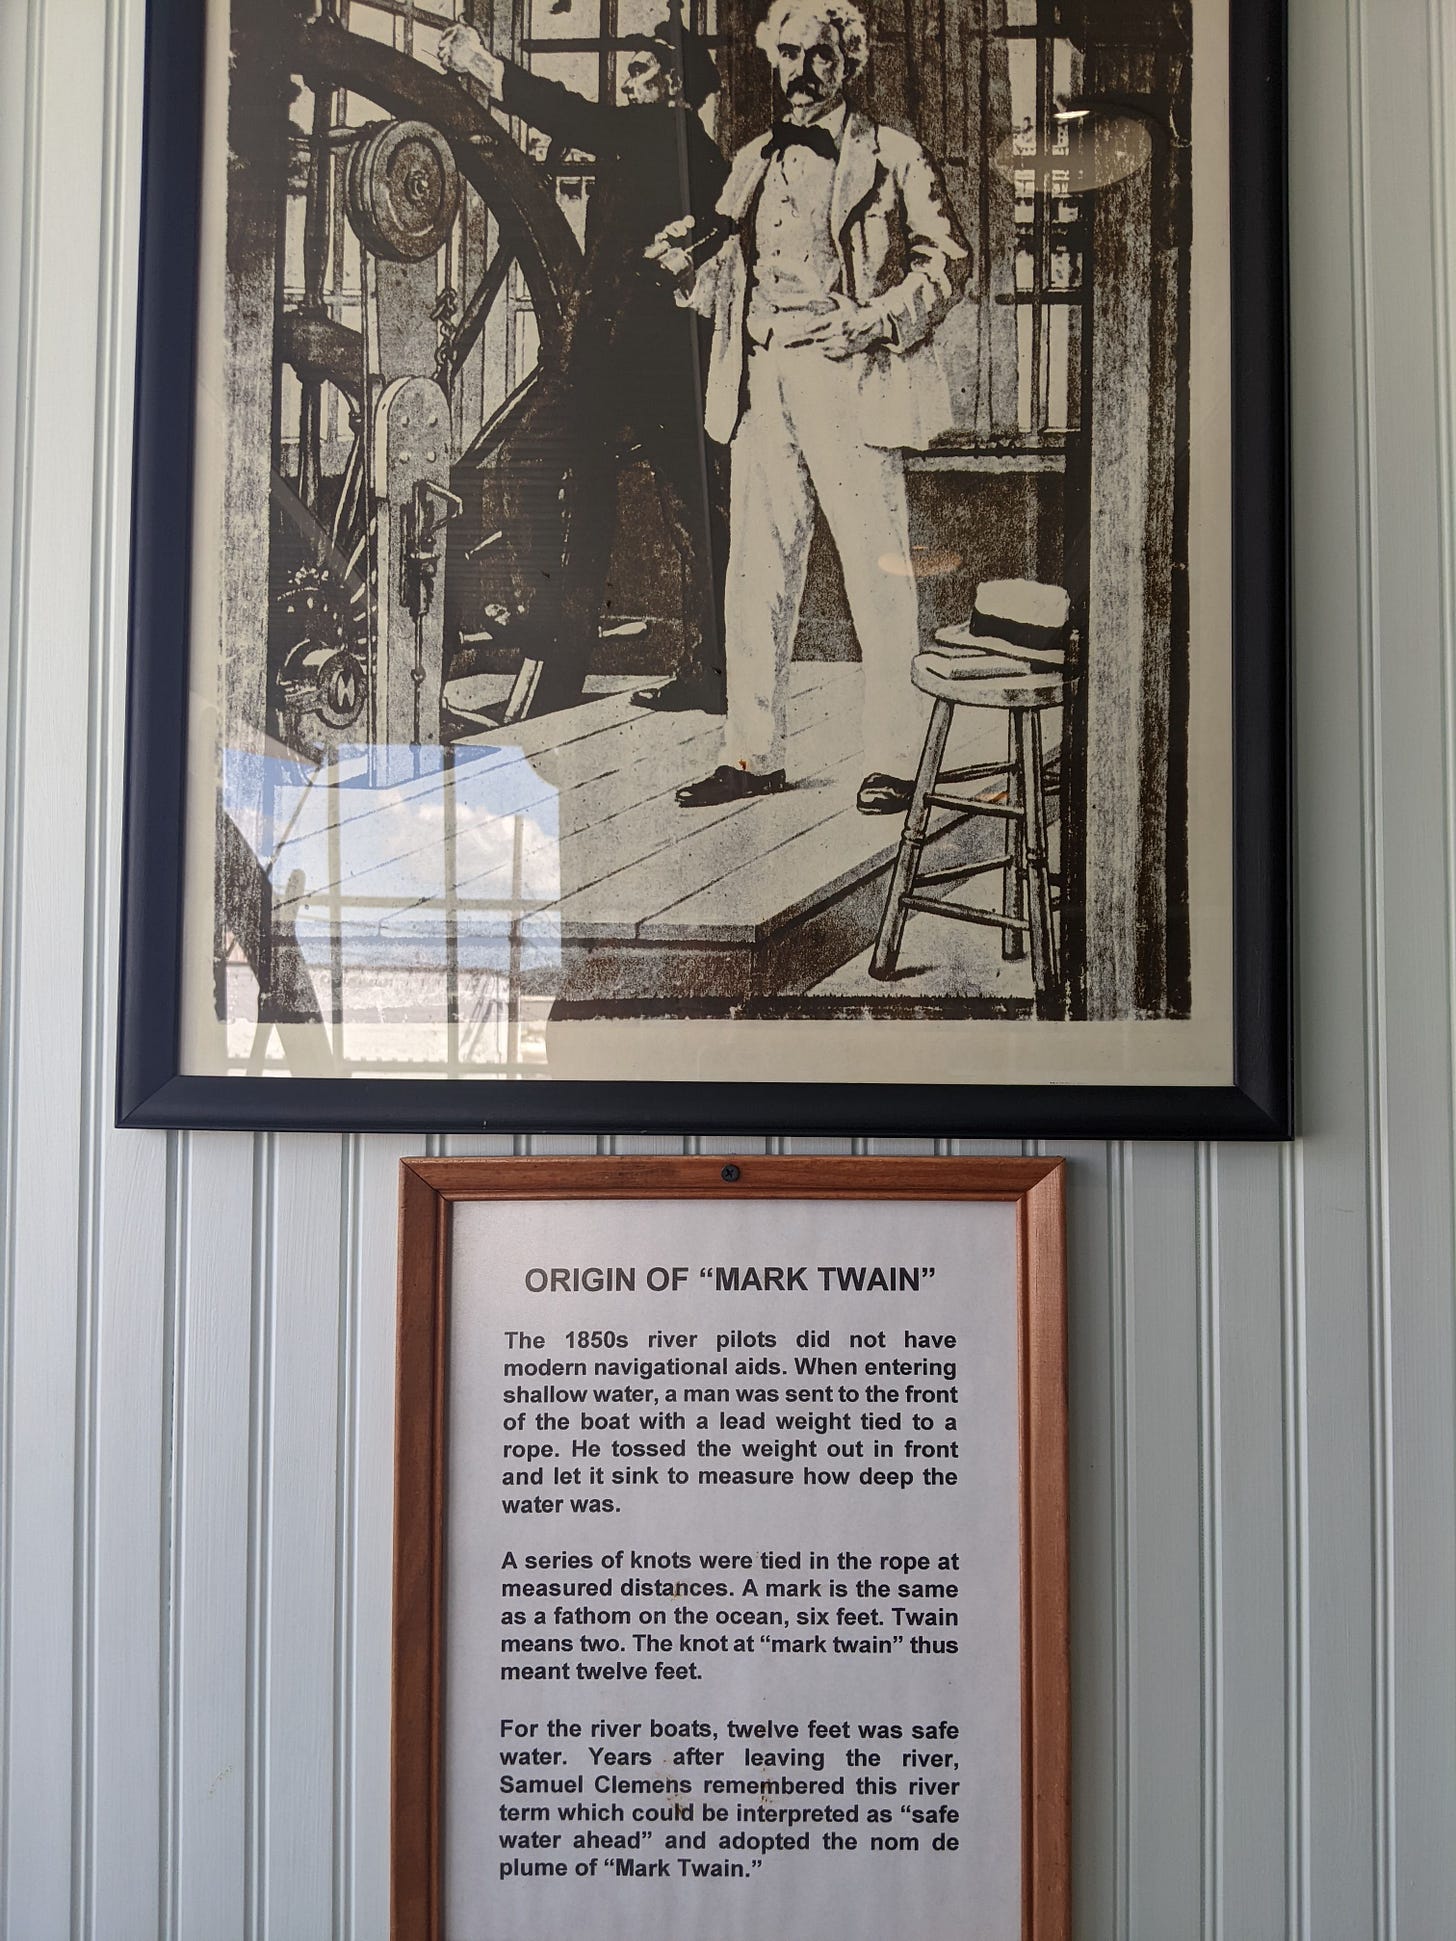 ORIGIN OF “MARK TWAIN”
The 1850s river pilots did not have
modern navigational aids. When entering
shallow water, a man was sent to the front
of the boat with a lead weight tied to a
rope. He tossed the weight out in front
and let it sink to measure how deep the
water was.
A series of knots were tied in the rope at
measured distances. A mark is the same
as a fathom on the ocean, six feet. Twain
means two. The knot at “mark twain” thus
meant twelve feet.
For the river boats, twelve feet was safe
water. Years after leaving the river,
Samuel Clemens remembered this river
term which could be interpreted as “safe
water ahead” and adopted the nom de
plume of “Mark Twain.”